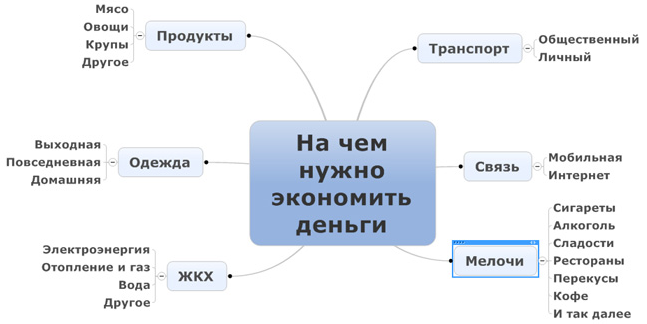 На чем
нужно
экономить
деньги
Продукты
Мясо
Овощи
Крупы
Другое
Одежда
Выходная
Повседневная
Домашняя
ЖКХ
Электроэнергия
Отопление и газ
Вода
Другое
Транспорт
Общественный
Личный
Связь
Мобильная
Интернет
Мелочи
Сигареты
Алкоголь
Сладости
Рестораны
Перекусы
Кофе
И так далее